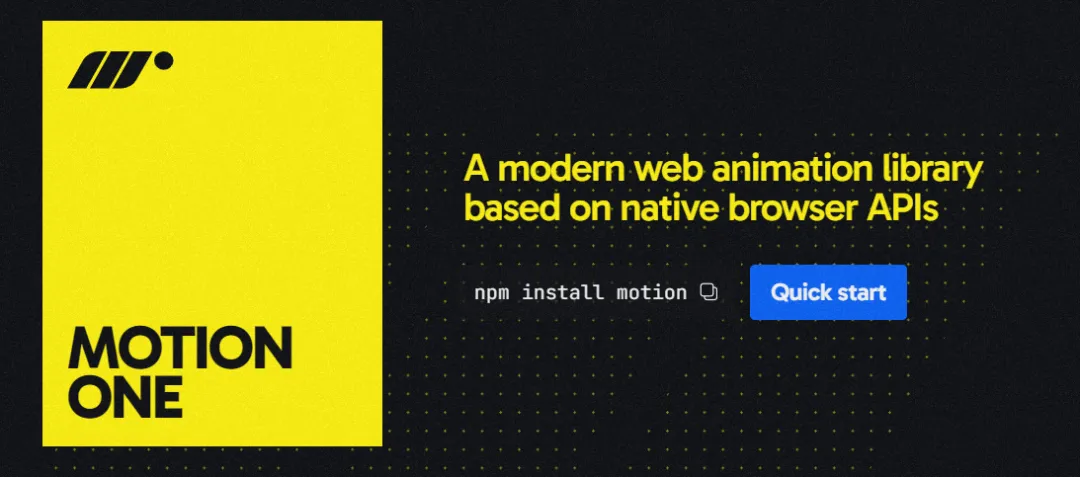 MOTION
ONE
A modern web animation library
based on native browser APIs
npm install motion
Quick start